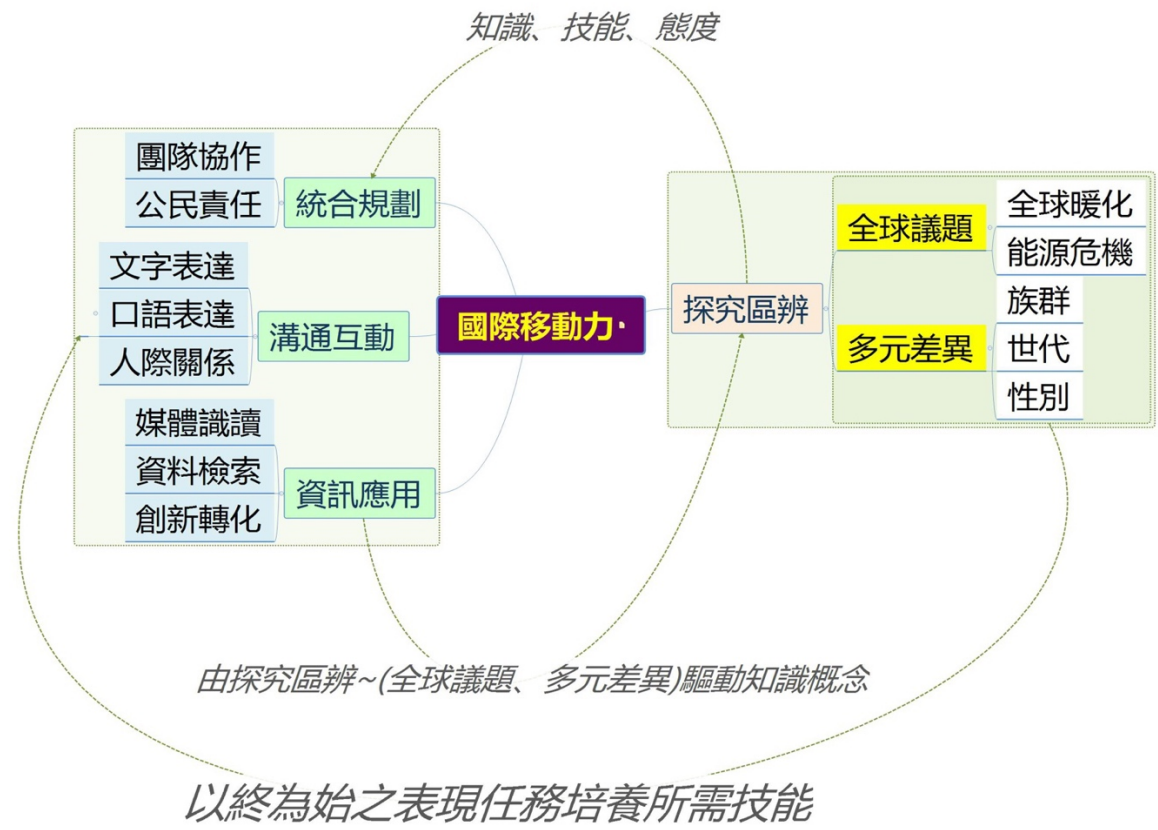 知識、技能、態度
團隊協作
公民責任
統合規劃
文字表達
口語表達
人際關係
溝通互動
媒體識讀
資料檢索
創新轉化
資訊應用
國際移動力·
探究區辨
全球議題
全球暖化
能源危機
多元差異
族群
世代
性別
由探究區辨~(全球議題、多元差異)驅動知識概念
以終為始之表現任務培養所需技能